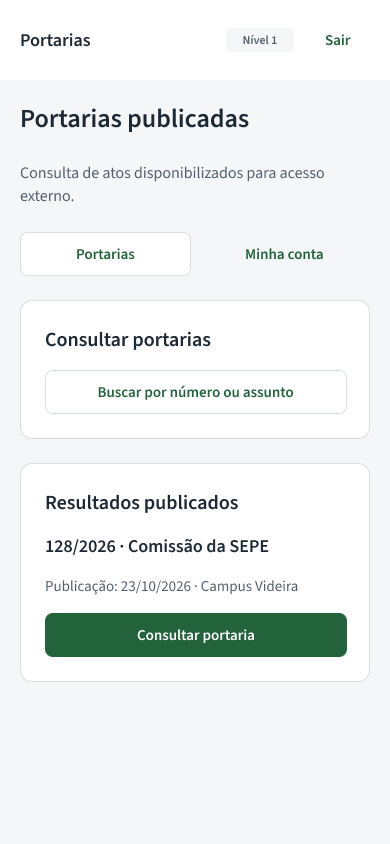 Portarias
Nível 1
Sair
Portarias publicadas
Consulta de atos disponibilizados para acesso
externo.
Portarias
Minha conta
Consultar portarias
Buscar por número ou assunto
Resultados publicados
128/2026 · Comissão da SEPE
Publicação: 23/10/2026 · Campus Videira
Consultar portaria